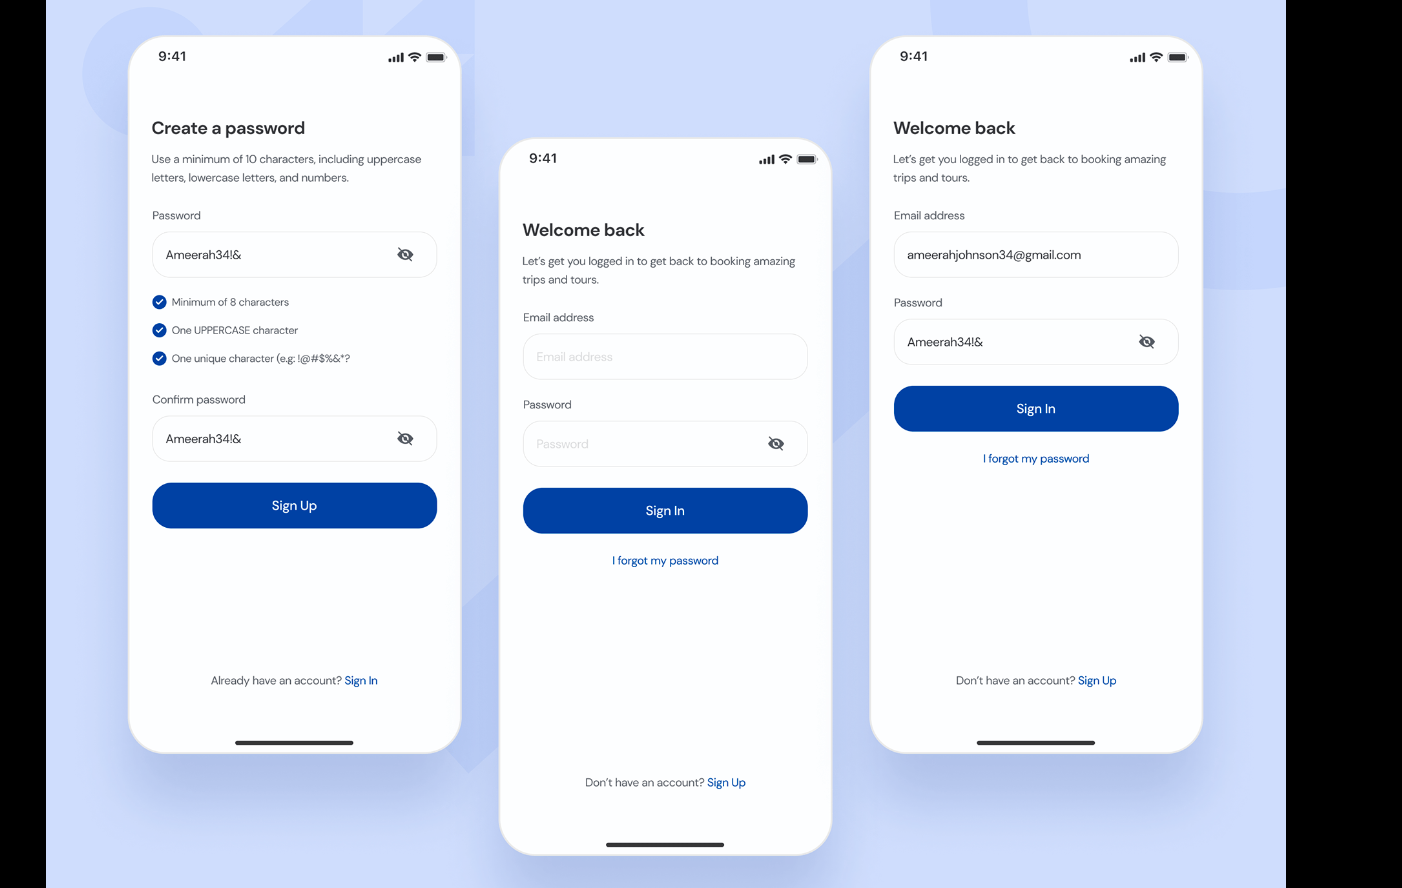 9:41
Create a password
Use a minimum of 10 characters, including uppercase
letters, lowercase letters, and numbers.
Password
Ameerah34!&
Minimum of 8 characters
One UPPERCASE character
One unique character (e.g: !@#$%&*?
Confirm password
Ameerah34!&
Sign Up
Already have an account? Sign In
9:41
Welcome back
Let's get you logged in to get back to booking amazing
trips and tours.
Email address
Email address
Password
Password
Sign In
I forgot my password
Don't have an account? Sign Up
9:41
Welcome back
Let's get you logged in to get back to booking amazing
trips and tours.
Email address
ameerahjohnson34@gmail.com
Password
Ameerah34!&
Sign In
I forgot my password
Don't have an account? Sign Up